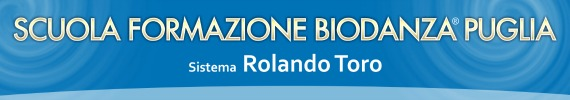 SCUOLA FORMAZIONE BIODANZA® PUGLIA
Sistema Rolando Toro